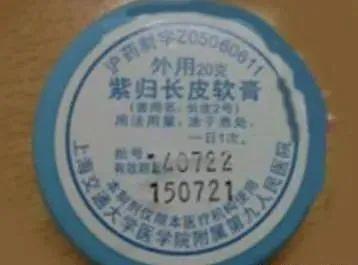 沪药制字Z05060611
外用20克
紫归长皮软膏
(曾用名：长皮2号)
用法用量：涂于患处，
一日1次。
批号 140722
有效期至 150721
本制剂仅限本医疗机构使用
上海交通大学医学院附属第九人民医院